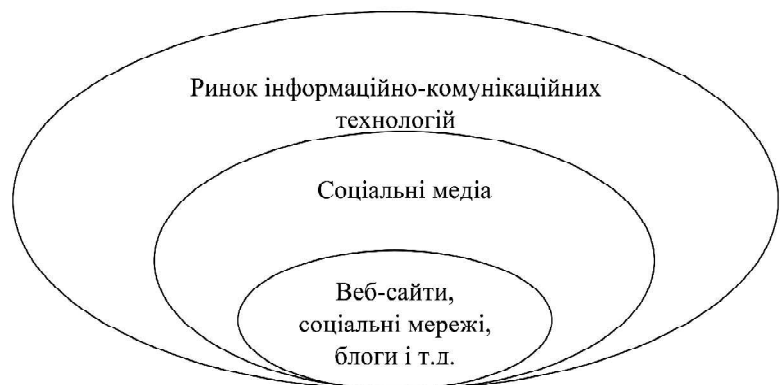 Ринок інформаційно-комунікаційних
технологій
Соціальні медіа
Веб-сайти,
соціальні мережі,
блоги і т.д.